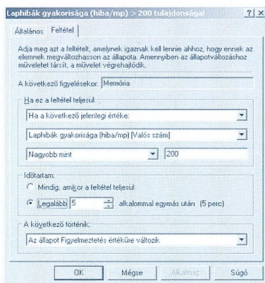 Laphibák gyakorisága (hiba/mp) > 200 tulajdonságai
Általános Feltétel
Adja meg azt a feltételt, amelynek igaznak kell lennie ahhoz, hogy ennek az
elemnek megváltozhasson az állapota. Amennyiben az állapotváltozáshoz
műveletet társít, a művelet végrehajtódik.
A következő figyelésekor: Memória
Ha ez a feltétel teljesül
Ha a következő jelenlegi értéke:
Laphibák gyakorisága (hiba/mp) [Valós szám]
Nagyobb mint 200
Időtartam:
Mindig, amikor a feltétel teljesül
Legalább 5 alkalommal egymás után (5 perc)
A következő történik:
Az állapot Figyelmeztetés értékűre változik
OK Mégse Alkalmaz Súgó